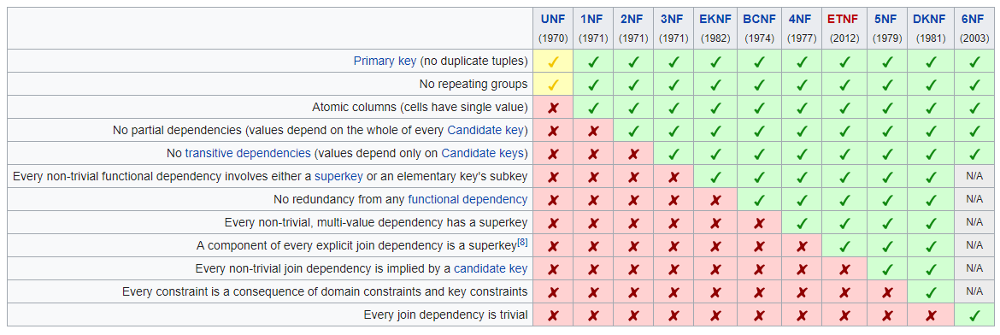 UNF 1NF 2NF 3NF EKNF BCNF 4NF ETNF 5NF DKNF 6NF
(1970) (1971) (1971) (1971) (1982) (1974) (1977) (2012) (1979) (1981) (2003)
Primary key (no duplicate tuples) ✓ ✓ ✓ ✓ ✓ ✓ ✓ ✓ ✓ ✓ ✓
No repeating groups ✓ ✓ ✓ ✓ ✓ ✓ ✓ ✓ ✓ ✓ ✓
Atomic columns (cells have single value) ✗ ✓ ✓ ✓ ✓ ✓ ✓ ✓ ✓ ✓ ✓
No partial dependencies (values depend on the whole of every Candidate key) ✗ ✗ ✓ ✓ ✓ ✓ ✓ ✓ ✓ ✓ ✓
No transitive dependencies (values depend only on Candidate keys) ✗ ✗ ✗ ✓ ✓ ✓ ✓ ✓ ✓ ✓ ✓
Every non-trivial functional dependency involves either a superkey or an elementary key's subkey ✗ ✗ ✗ ✗ ✓ ✓ ✓ ✓ ✓ ✓ N/A
No redundancy from any functional dependency ✗ ✗ ✗ ✗ ✗ ✓ ✓ ✓ ✓ ✓ N/A
Every non-trivial, multi-value dependency has a superkey ✗ ✗ ✗ ✗ ✗ ✗ ✓ ✓ ✓ ✓ N/A
A component of every explicit join dependency is a superkey[8] ✗ ✗ ✗ ✗ ✗ ✗ ✗ ✓ ✓ ✓ N/A
Every non-trivial join dependency is implied by a candidate key ✗ ✗ ✗ ✗ ✗ ✗ ✗ ✗ ✓ ✓ N/A
Every constraint is a consequence of domain constraints and key constraints ✗ ✗ ✗ ✗ ✗ ✗ ✗ ✗ ✗ ✓ N/A
Every join dependency is trivial ✗ ✗ ✗ ✗ ✗ ✗ ✗ ✗ ✗ ✗ ✓